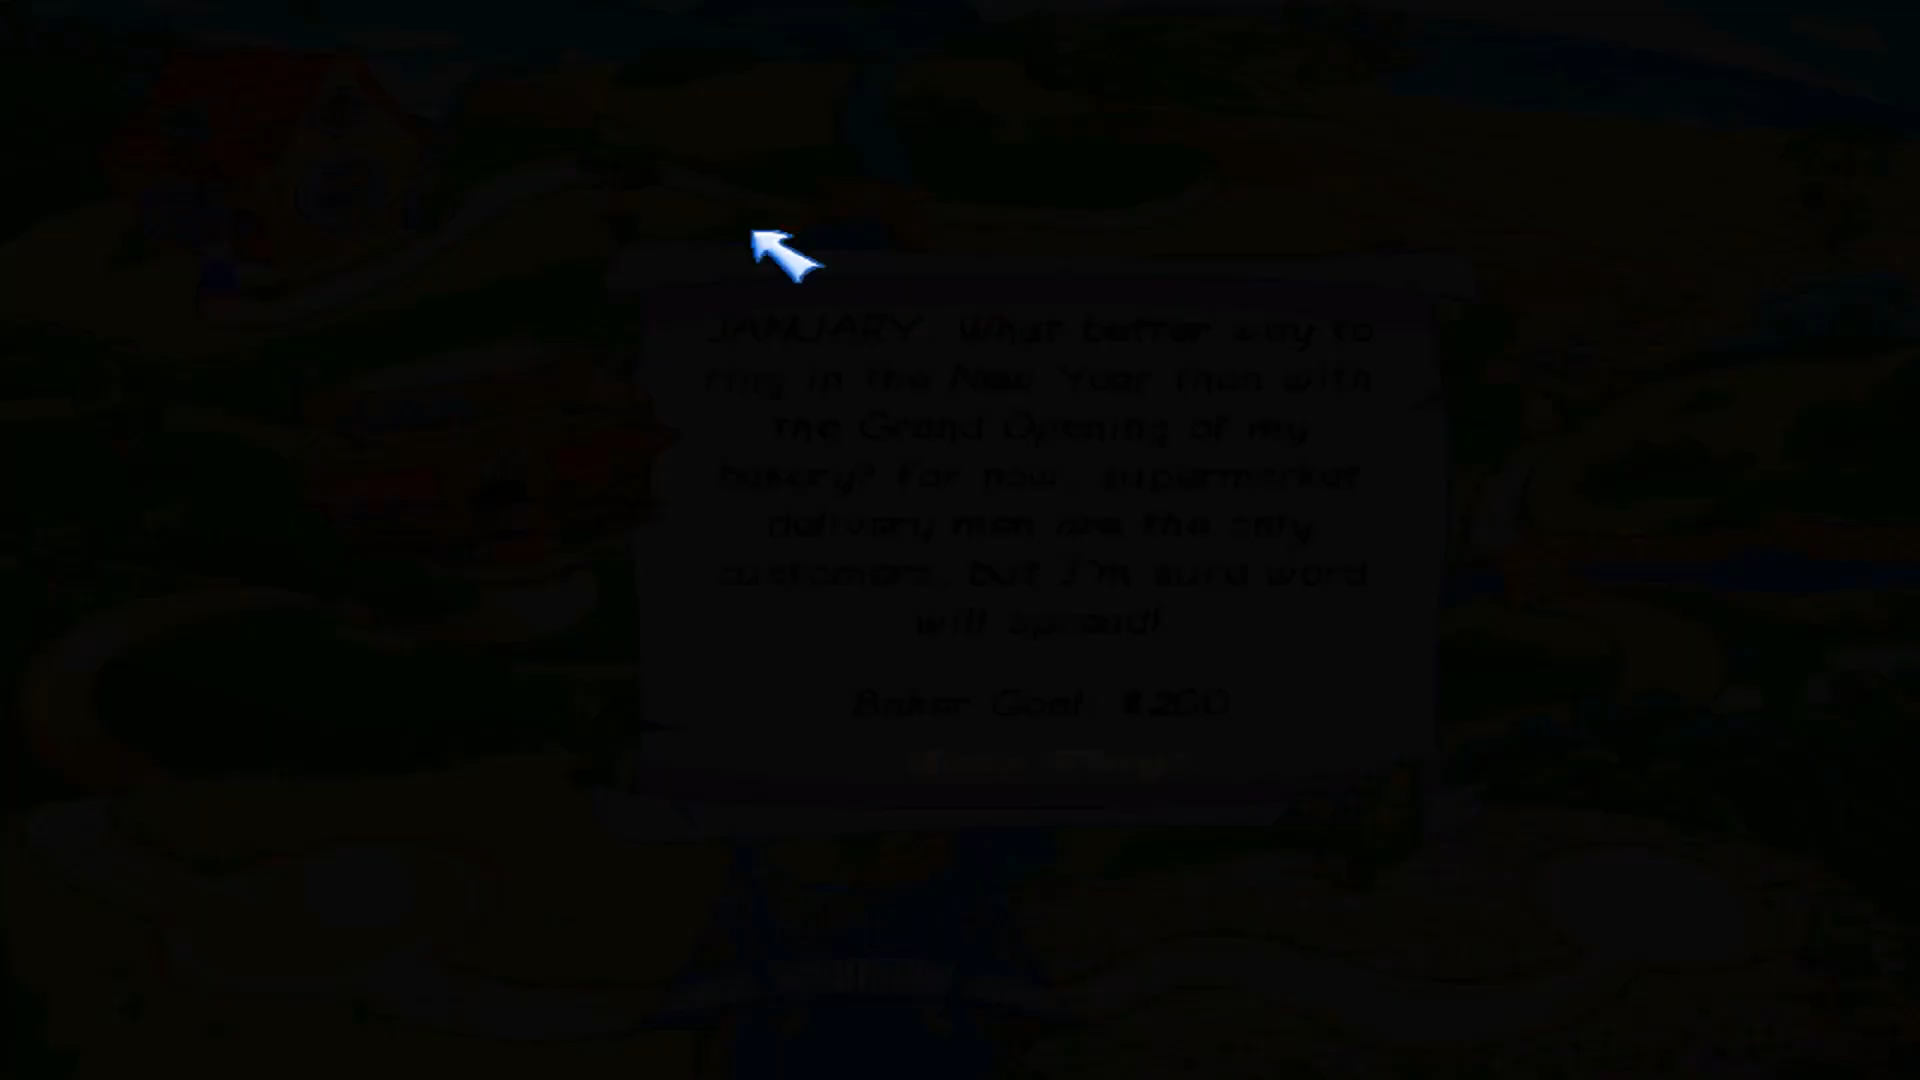 JANUARY: What better way to
ring in the New Year than with
the Grand Opening of my
bakery? For now, supermarket
delivery men are the only
customers, but I'm sure word
will spread!
Baker Goal: $200